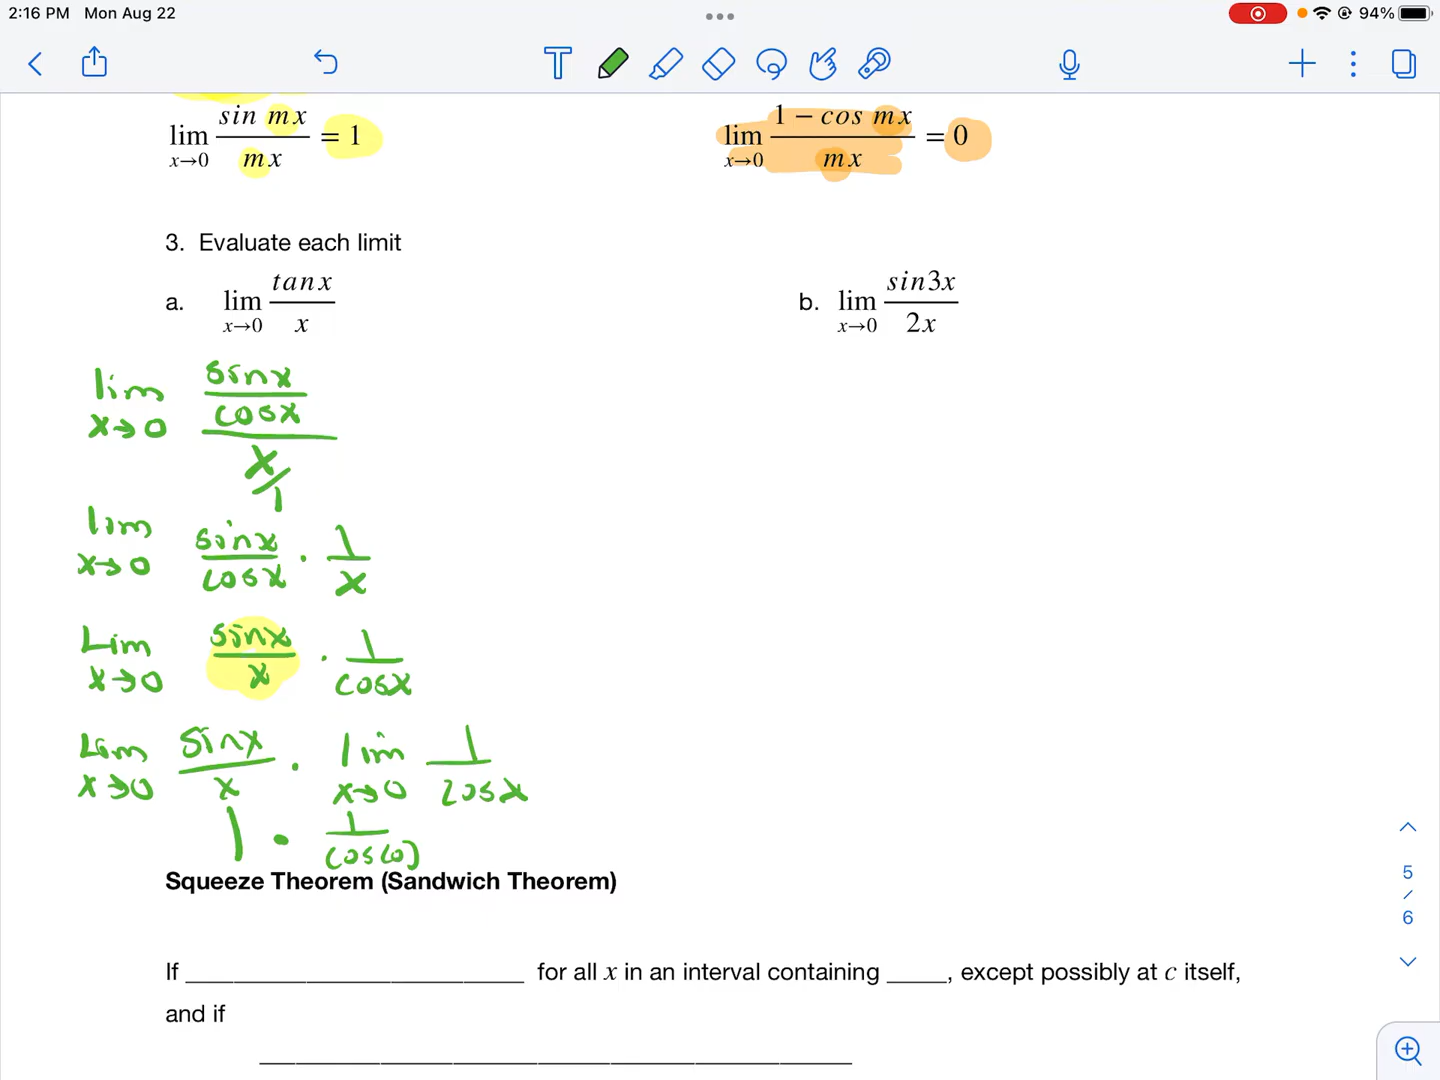 2:16 PM Mon Aug 22
94%
lim x→0 sin mx / mx = 1
lim x→0 1 − cos mx / mx = 0
3. Evaluate each limit
a. lim x→0 tanx / x
b. lim x→0 sin3x / 2x
lim x→0 sinx / cosx / x/1
lim x→0 sinx / cosx · 1 / x
Lim x→0 sinx / x · 1 / cosx
Lim x→0 sinx / x · lim x→0 1 / cosx
1 · 1 / cos(0)
Squeeze Theorem (Sandwich Theorem)
If ____________ for all x in an interval containing _____, except possibly at c itself,
and if
____________
5 / 6